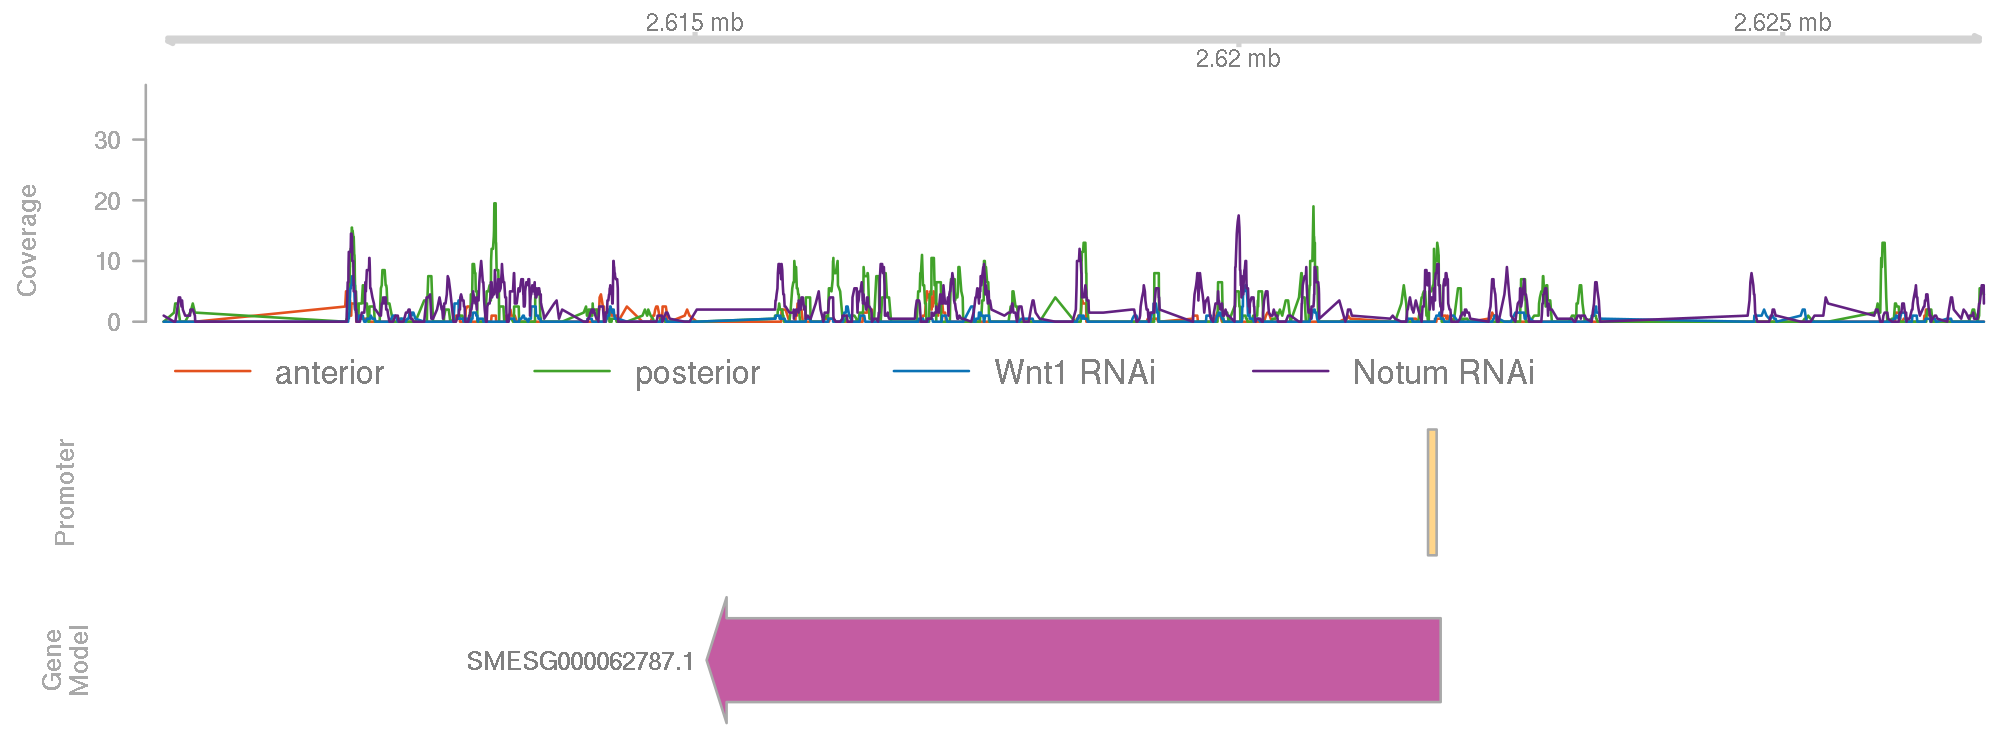 2.615 mb
2.625 mb
2.62 mb
Coverage
30
20
10
0
anterior
posterior
Wnt1 RNAi
Notum RNAi
Promoter
Gene
Model
SMESG000062787.1